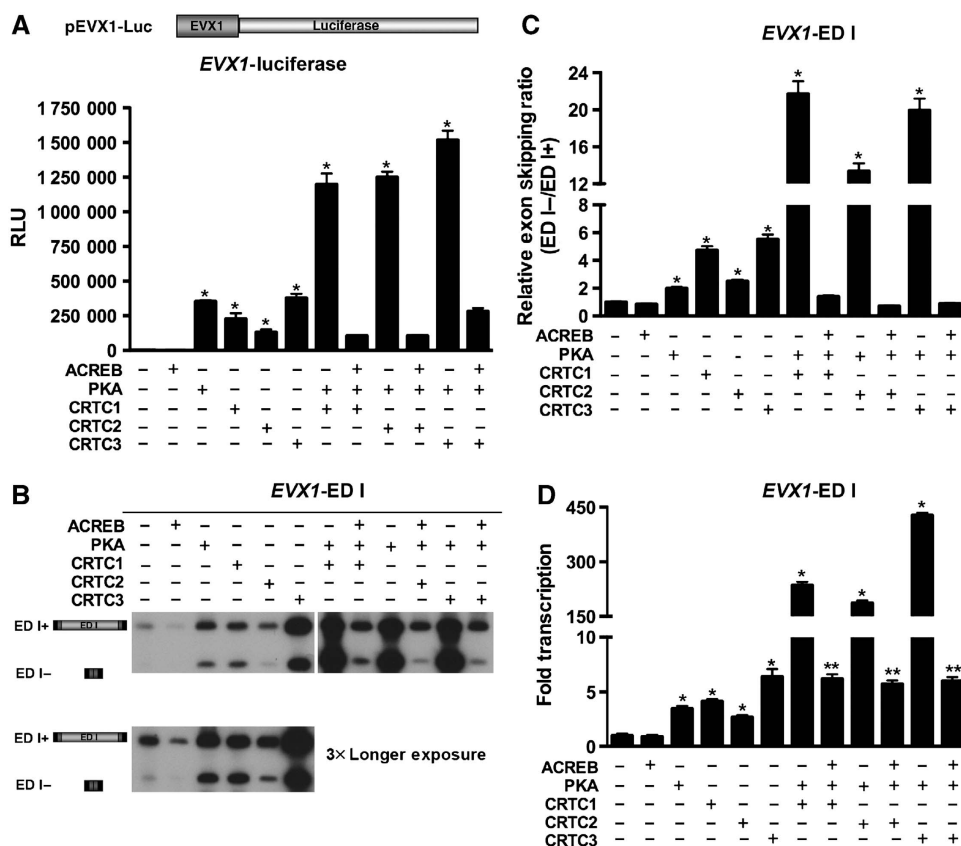 A
pEVX1-Luc
EVX1 Luciferase
EVX1-luciferase
RLU
1 750 000
1 500 000
1 250 000
1 000 000
750 000
500 000
250 000
0
* * * * * * *
ACREB – + – – – – – + – + – +
PKA – – + – – – + + + + + +
CRTC1 – – – + – – + + – – – –
CRTC2 – – – – + – – – + + – –
CRTC3 – – – – – + – – – – + +
B
EVX1-ED I
ACREB – + – – – – – + – + – +
PKA – – + – – – + + + + + +
CRTC1 – – – + – – + + – – – –
CRTC2 – – – – + – – – – + – –
CRTC3 – – – – – + – – – – + +
ED I+ ED I
ED I–
ED I+ ED I
ED I–
3× Longer exposure
C
EVX1-ED I
Relative exon skipping ratio
(ED I–/ED I+)
24
20
16
12
8
6
4
2
0
* * * * * * *
ACREB – + – – – – – + – + – +
PKA – – + - - - + + + + + +
CRTC1 – – – + – – + + – – – –
CRTC2 – – – – + – – – + + – –
CRTC3 – – – – – + – – – – + +
D
EVX1-ED I
Fold transcription
450
300
150
10
5
0
* * * * * ** * ** * **
ACREB – + – – – – – + – + – +
PKA – – + – – – + + + + + +
CRTC1 – – – + – – + + – – – –
CRTC2 – – – – + – – – + + – –
CRTC3 – – – – – + – – – – + +